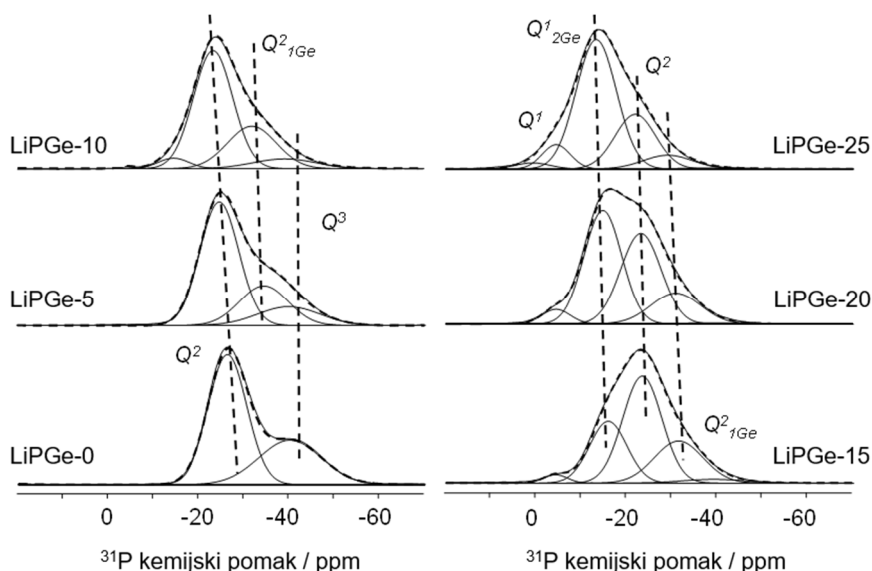 Q²₁Ge
LiPGe-10
Q³
LiPGe-5
Q²
LiPGe-0
0 -20 -40 -60
³¹P kemijski pomak / ppm
Q¹₂Ge
Q²
Q¹
LiPGe-25
LiPGe-20
Q²₁Ge
LiPGe-15
0 -20 -40 -60
³¹P kemijski pomak / ppm